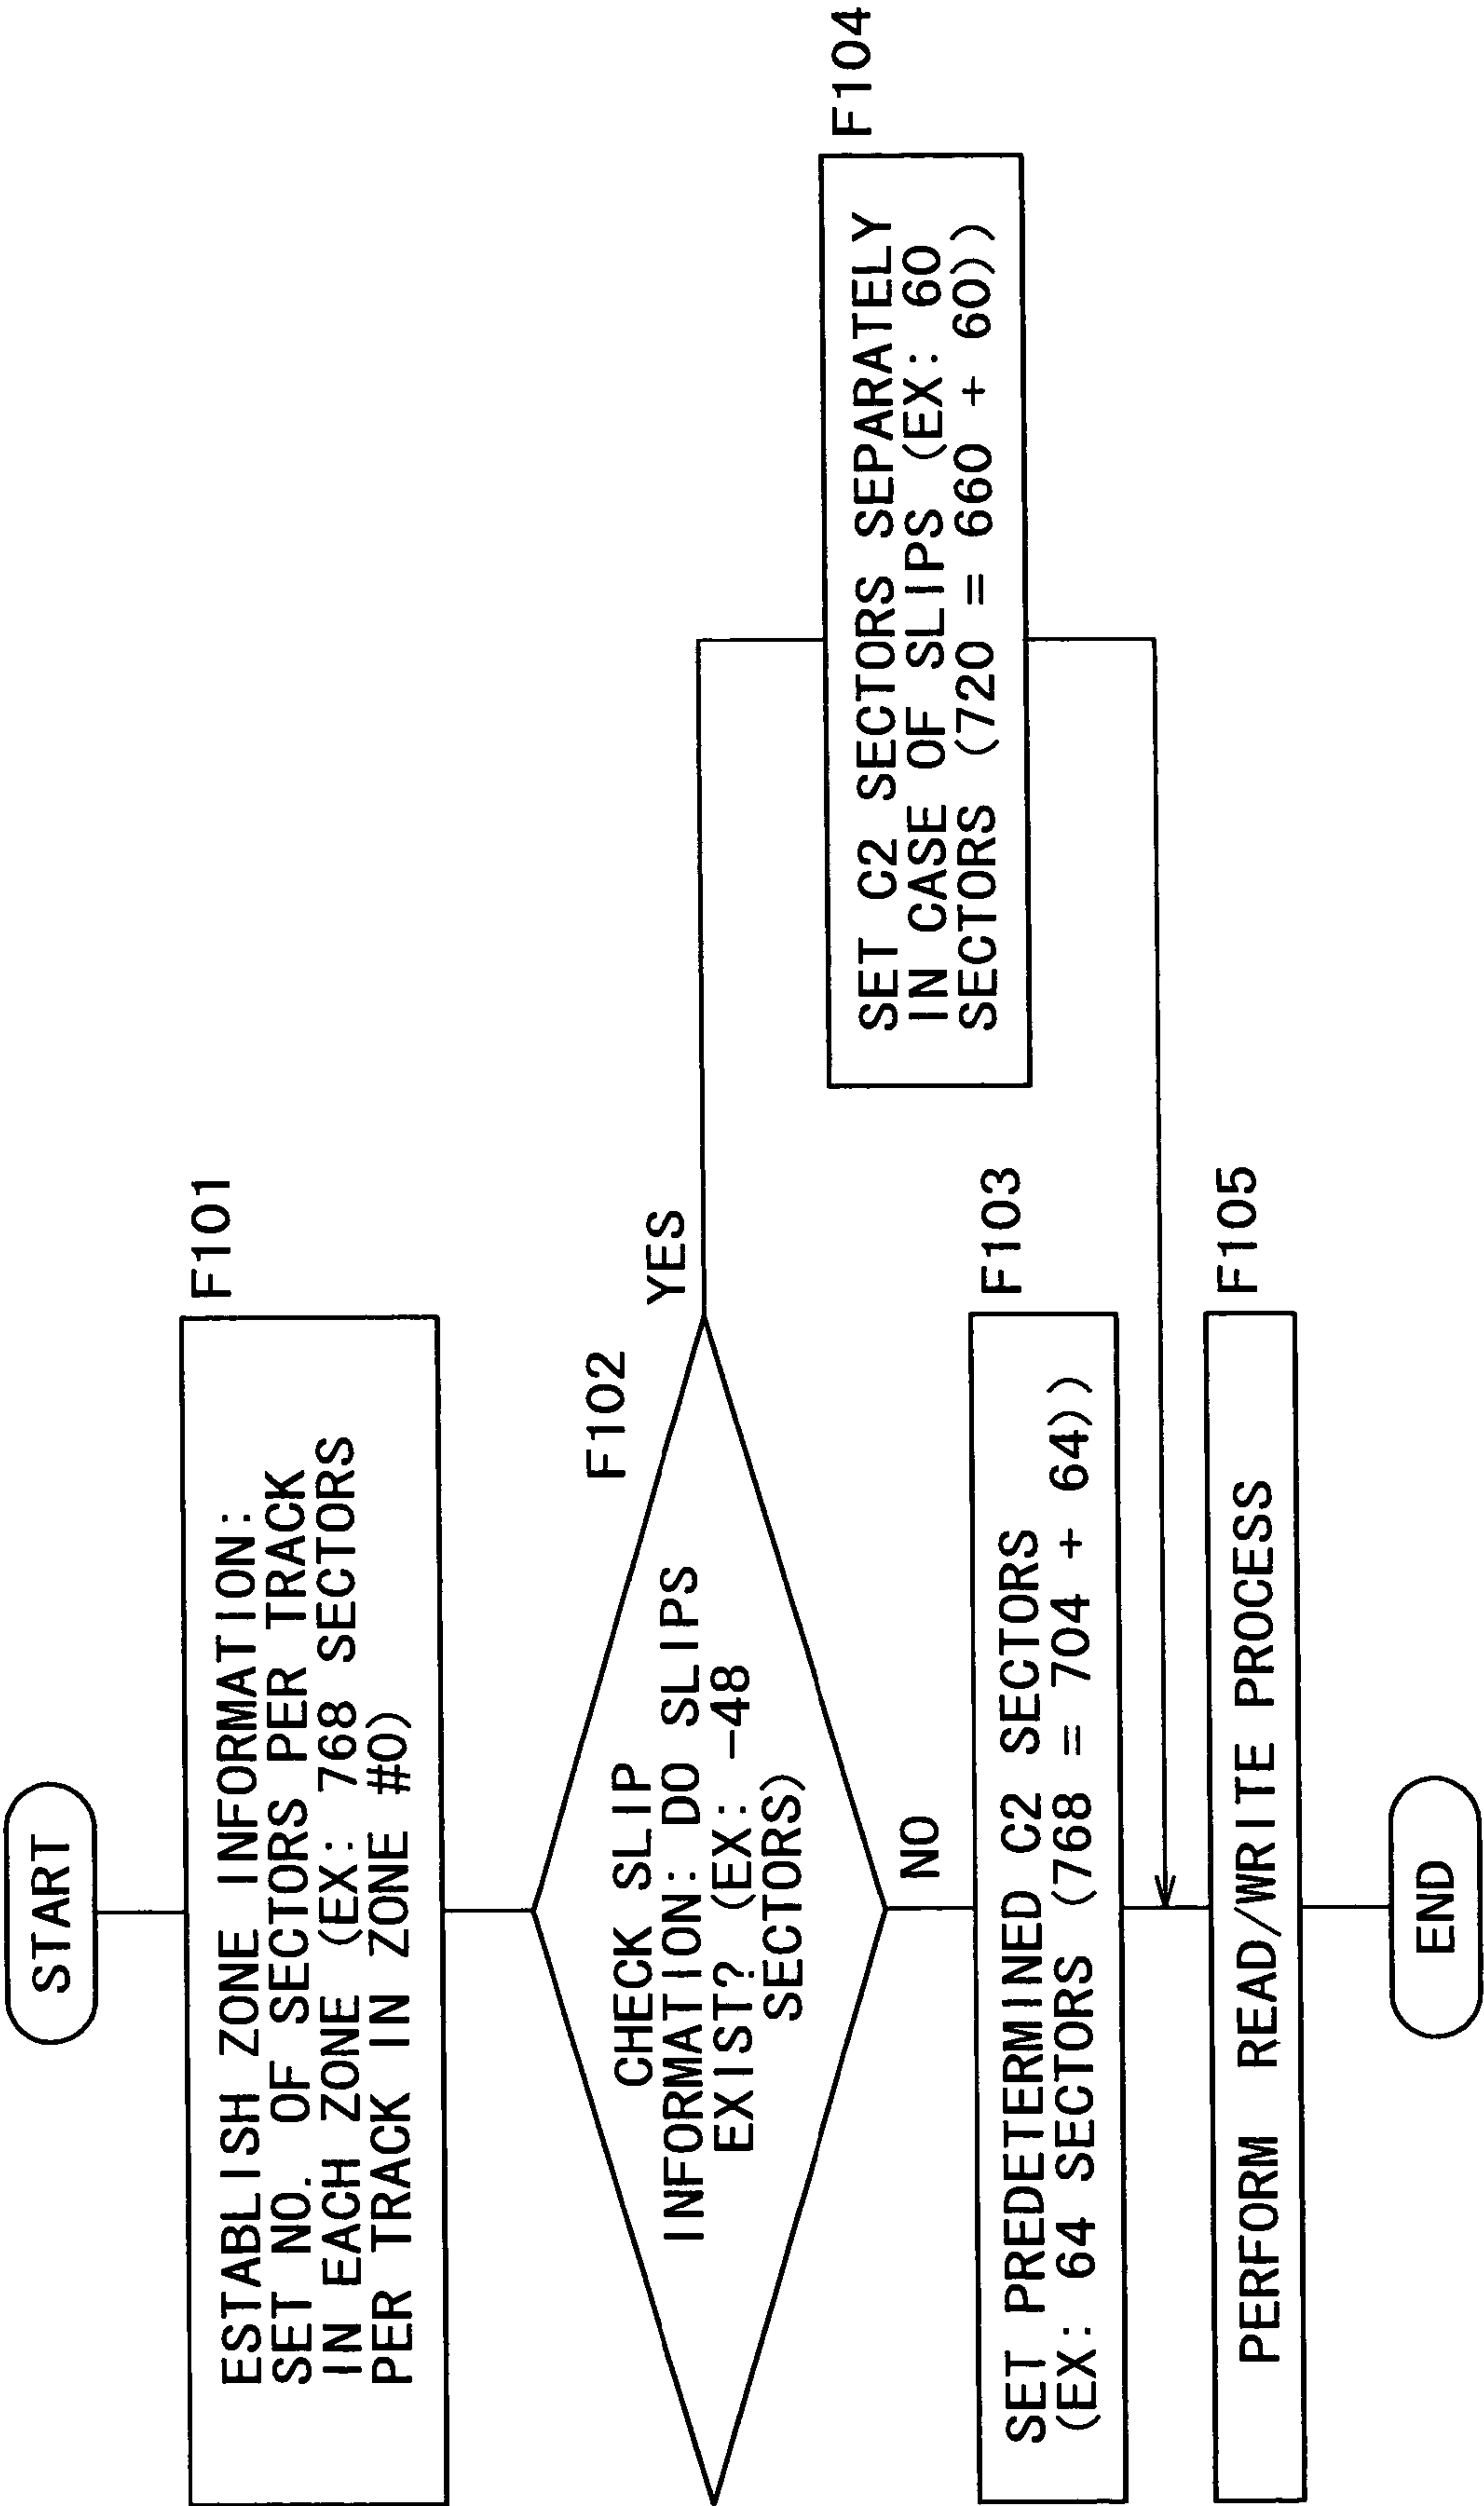 START
F101
ESTABLISH ZONE INFORMATION:
SET NO. OF SECTORS PER TRACK
IN EACH ZONE (EX: 768 SECTORS
PER TRACK IN ZONE #0)
F102
CHECK SLIP
INFORMATION: DO SLIPS
EXIST? (EX: -48
SECTORS)
YES
NO
F104
SET C2 SECTORS SEPARATELY
IN CASE OF SLIPS (EX: 60
SECTORS (720 = 660 + 60))
F103
SET PREDETERMINED C2 SECTORS
(EX: 64 SECTORS (768 = 704 + 64))
F105
PERFORM READ/WRITE PROCESS
END